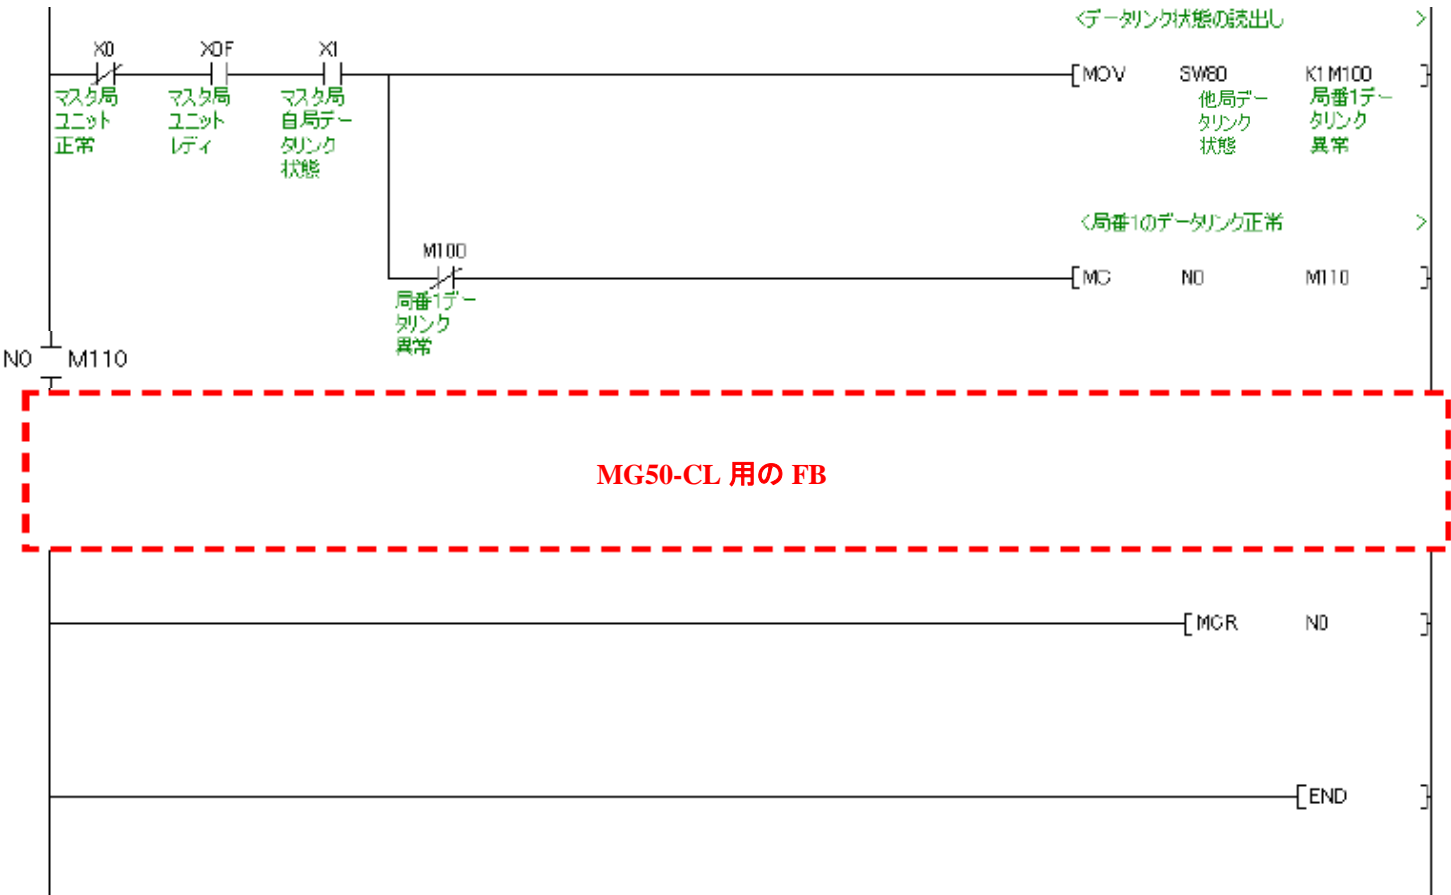 <データリンク状態の読出し >
X0 X0F X1
[MOV SW80 K1M100 ]
マスタ局
ユニット
正常
マスタ局
ユニット
レディ
マスタ局
自局デー
タリンク
状態
他局デー
タリンク
状態
局番1デー
タリンク
異常
<局番1のデータリンク正常 >
M100
[MC N0 M110 ]
局番1デー
タリンク
異常
N0 M110
MG50-CL 用の FB
[MCR N0 ]
[END ]